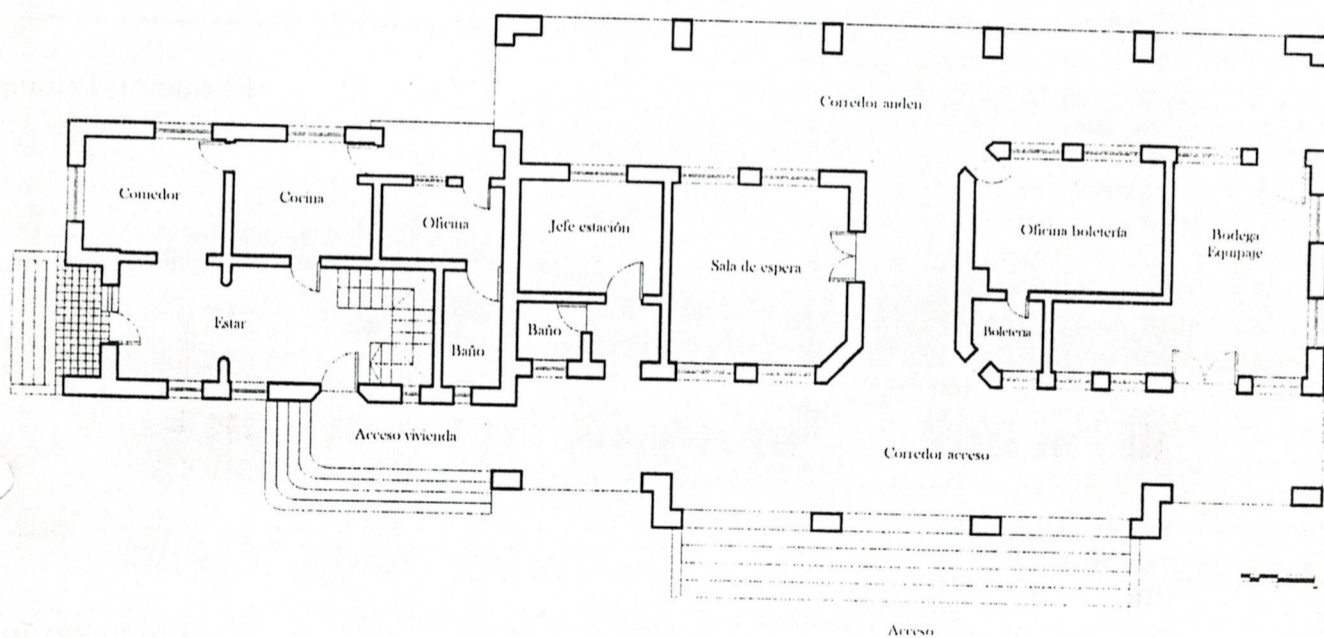 Corredor anden
Comedor
Cocina
Oficina
Jefe estación
Sala de espera
Oficina boletería
Bodega
Equipaje
Estar
Baño
Baño
Boletería
Acceso vivienda
Corredor acceso
Acceso